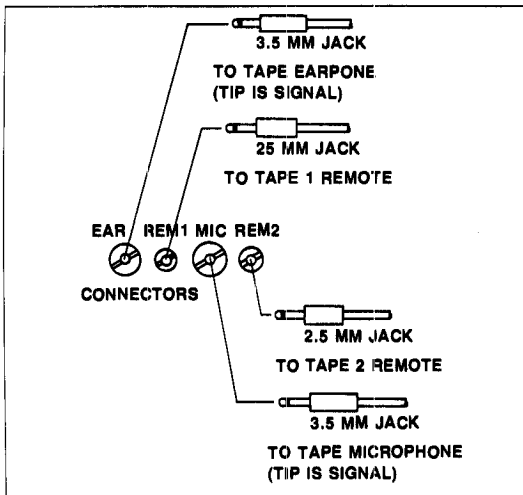 3.5 MM JACK
TO TAPE EARPONE
(TIP IS SIGNAL)
25 MM JACK
TO TAPE 1 REMOTE
EAR REM1 MIC REM2
CONNECTORS
2.5 MM JACK
TO TAPE 2 REMOTE
3.5 MM JACK
TO TAPE MICROPHONE
(TIP IS SIGNAL)